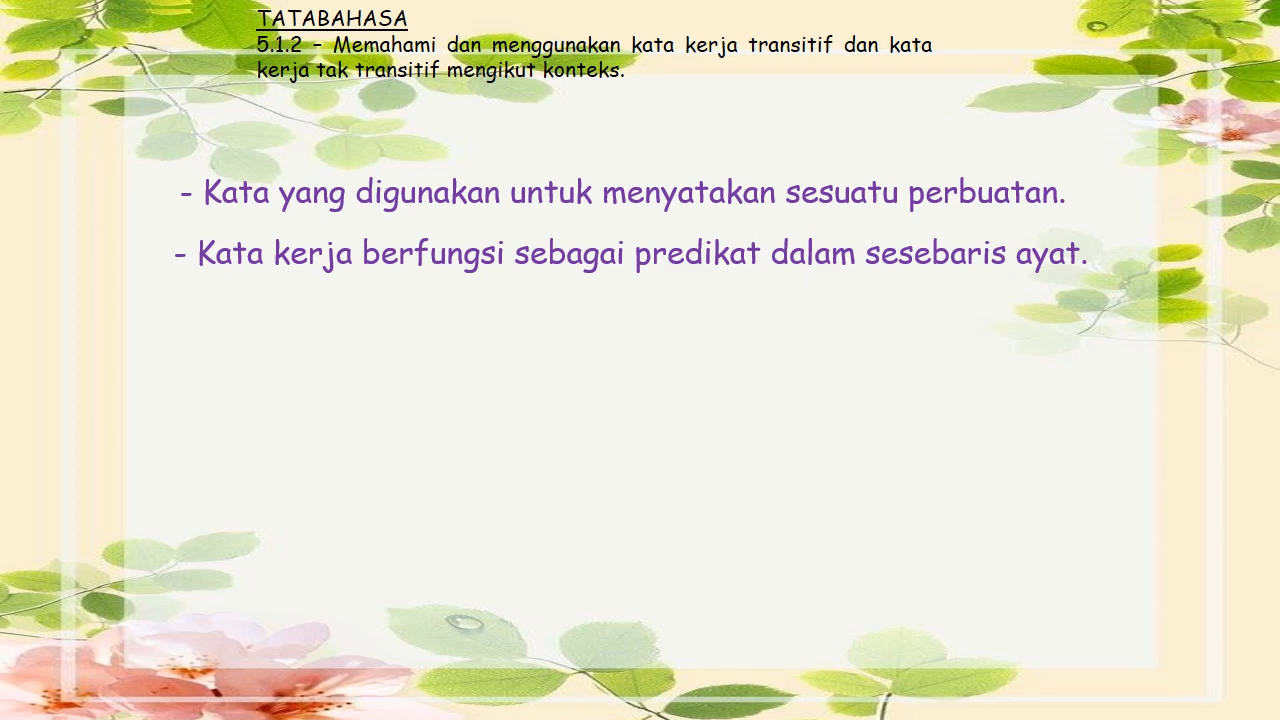 TATABAHASA
5.1.2 – Memahami dan menggunakan kata kerja transitif dan kata
kerja tak transitif mengikut konteks.
- Kata yang digunakan untuk menyatakan sesuatu perbuatan.
- Kata kerja berfungsi sebagai predikat dalam sesebaris ayat.